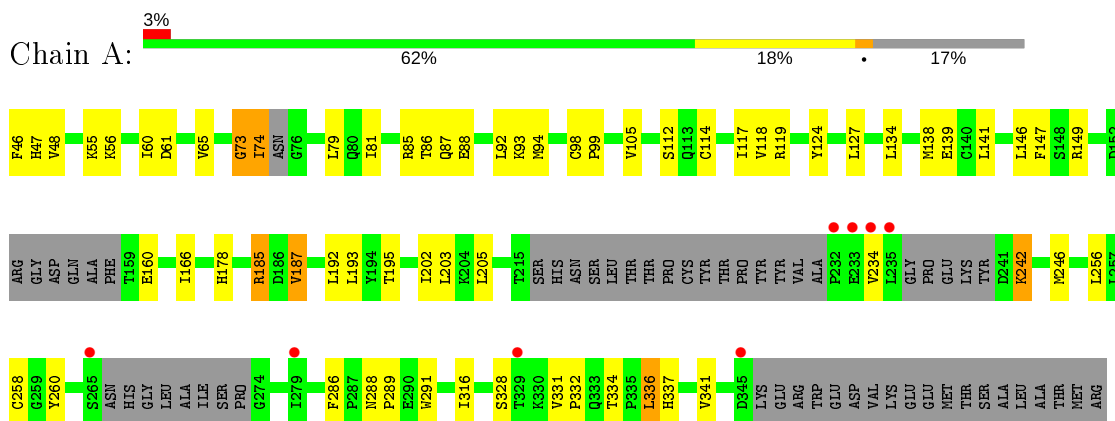 Chain A:
3%
62% 18% • 17%
F46 H47 V48 K55 K56 I60 D61 V65 G73 I74 ASN G76 L79 Q80 I81 R85 T86 Q87 E88 L92 K93 M94 C98 P99 V105 S112 Q113 C114 I117 V118 R119 Y124 L127 L134 M138 E139 C140 L141 L146 F147 S148 R149 D152
ARG GLY ASP GLN ALA PHE T159 E160 I166 H178 R185 D186 V187 L192 L193 Y194 T195 I202 L203 K204 L205 T215 SER HIS ASN SER LEU THR THR PRO CYS TYR THR PRO TYR TYR VAL ALA P232 E233 V234 L235 GLY PRO GLU LYS TYR D241 K242 M246 L256
C258 G259 Y260 S265 ASN HIS GLY LEU ALA ILE SER PRO G274 I279 F286 P287 N288 P289 E290 W291 I316 S328 T329 K330 V331 P332 Q333 T334 P335 L336 H337 V341 D345 LYS GLU ARG TRP GLU ASP VAL LYS GLU GLU MET THR SER ALA LEU ALA THR MET ARG